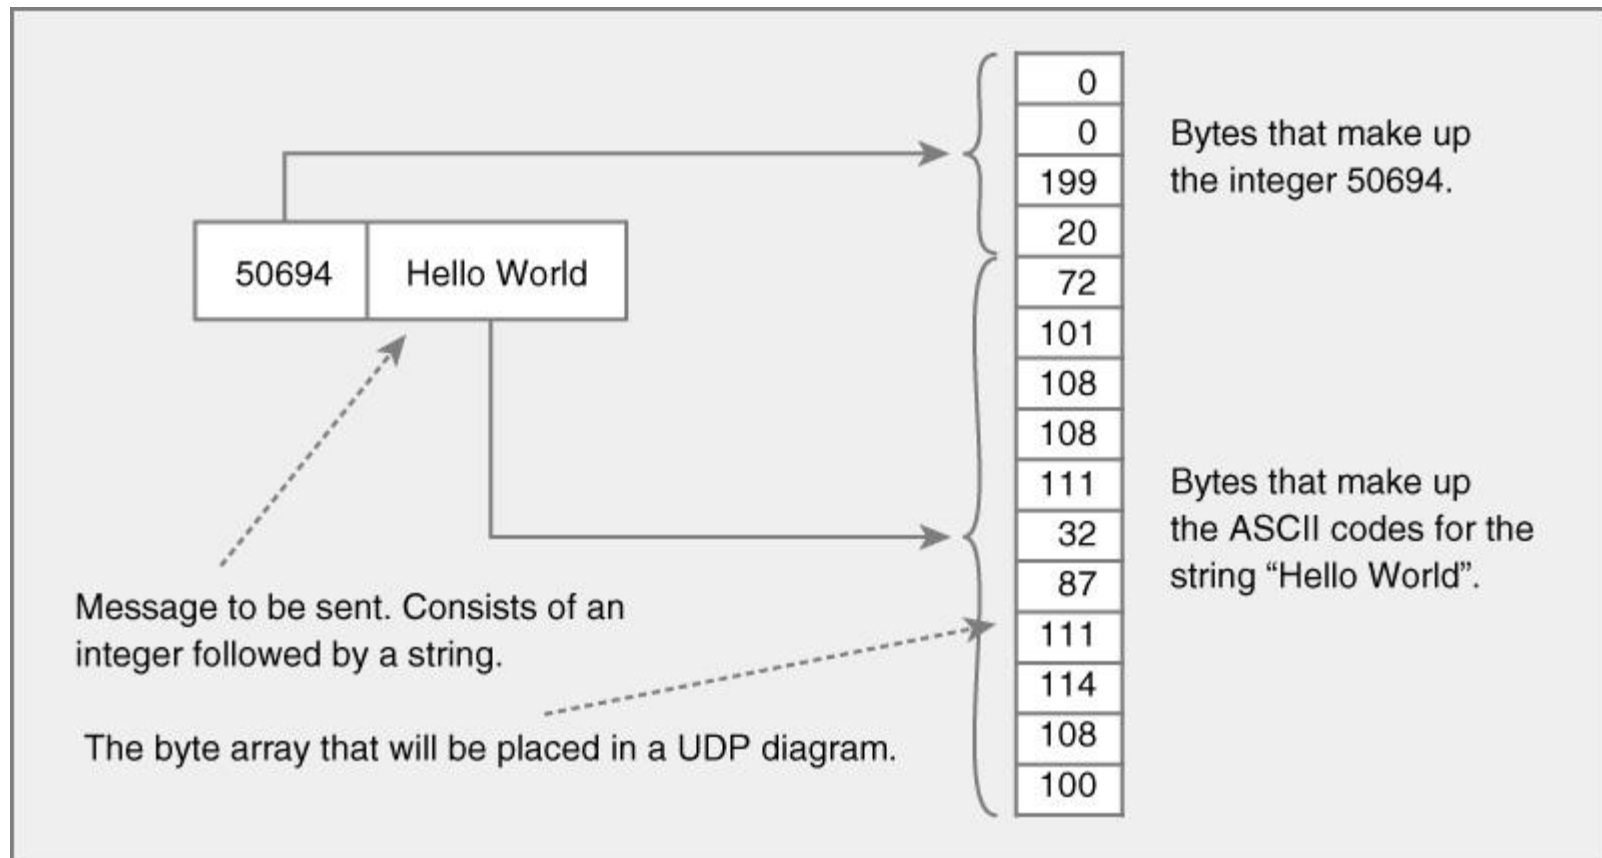 50694
Hello World
0
0
199
20
72
101
108
108
111
32
87
111
114
108
100
Bytes that make up
the integer 50694.
Bytes that make up
the ASCII codes for the
string “Hello World”.
Message to be sent. Consists of an
integer followed by a string.
The byte array that will be placed in a UDP diagram.